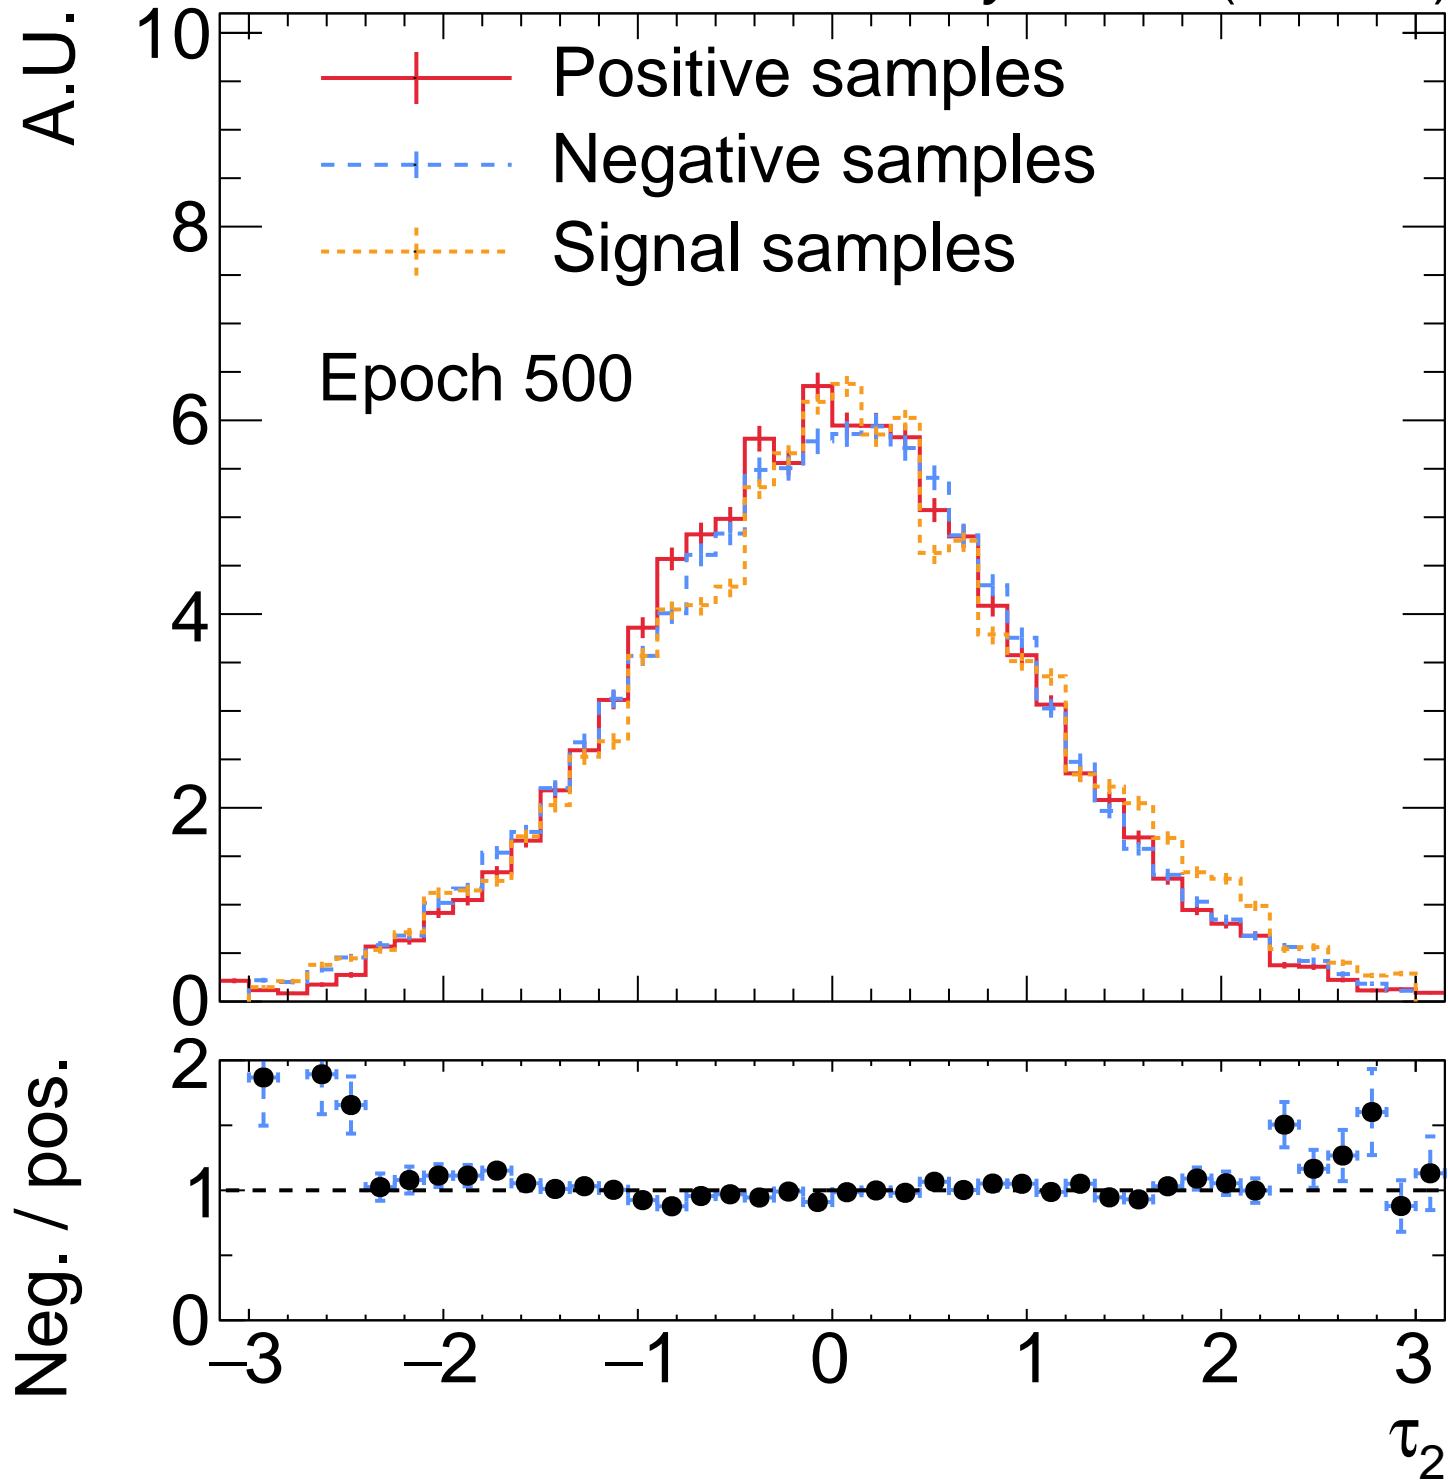 A.U.
10
Positive samples
Negative samples
8
Signal samples
Epoch 500
6
4
2
0
Neg. / pos.
2
1
0
−3 −2 −1 0 1 2 3
τ2